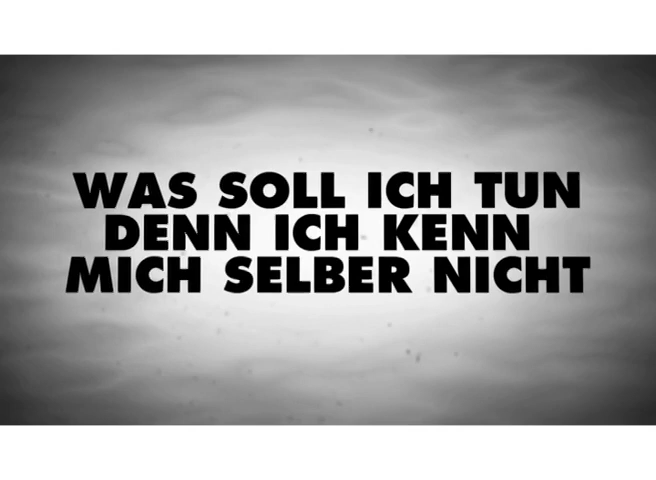 WAS SOLL ICH TUN
DENN ICH KENN
MICH SELBER NICHT